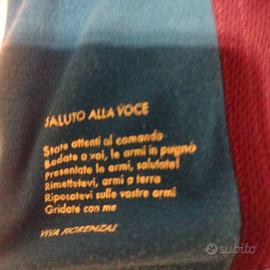 SALUTO ALLA VOCE
State attenti al comando
Badate a voi, le armi in pugno
Presentate le armi, salutate!
Rimettetevi, armi a terra
Riposatevi sulle vostre armi
Gridate con me
VIVA FIORENZA!
subito